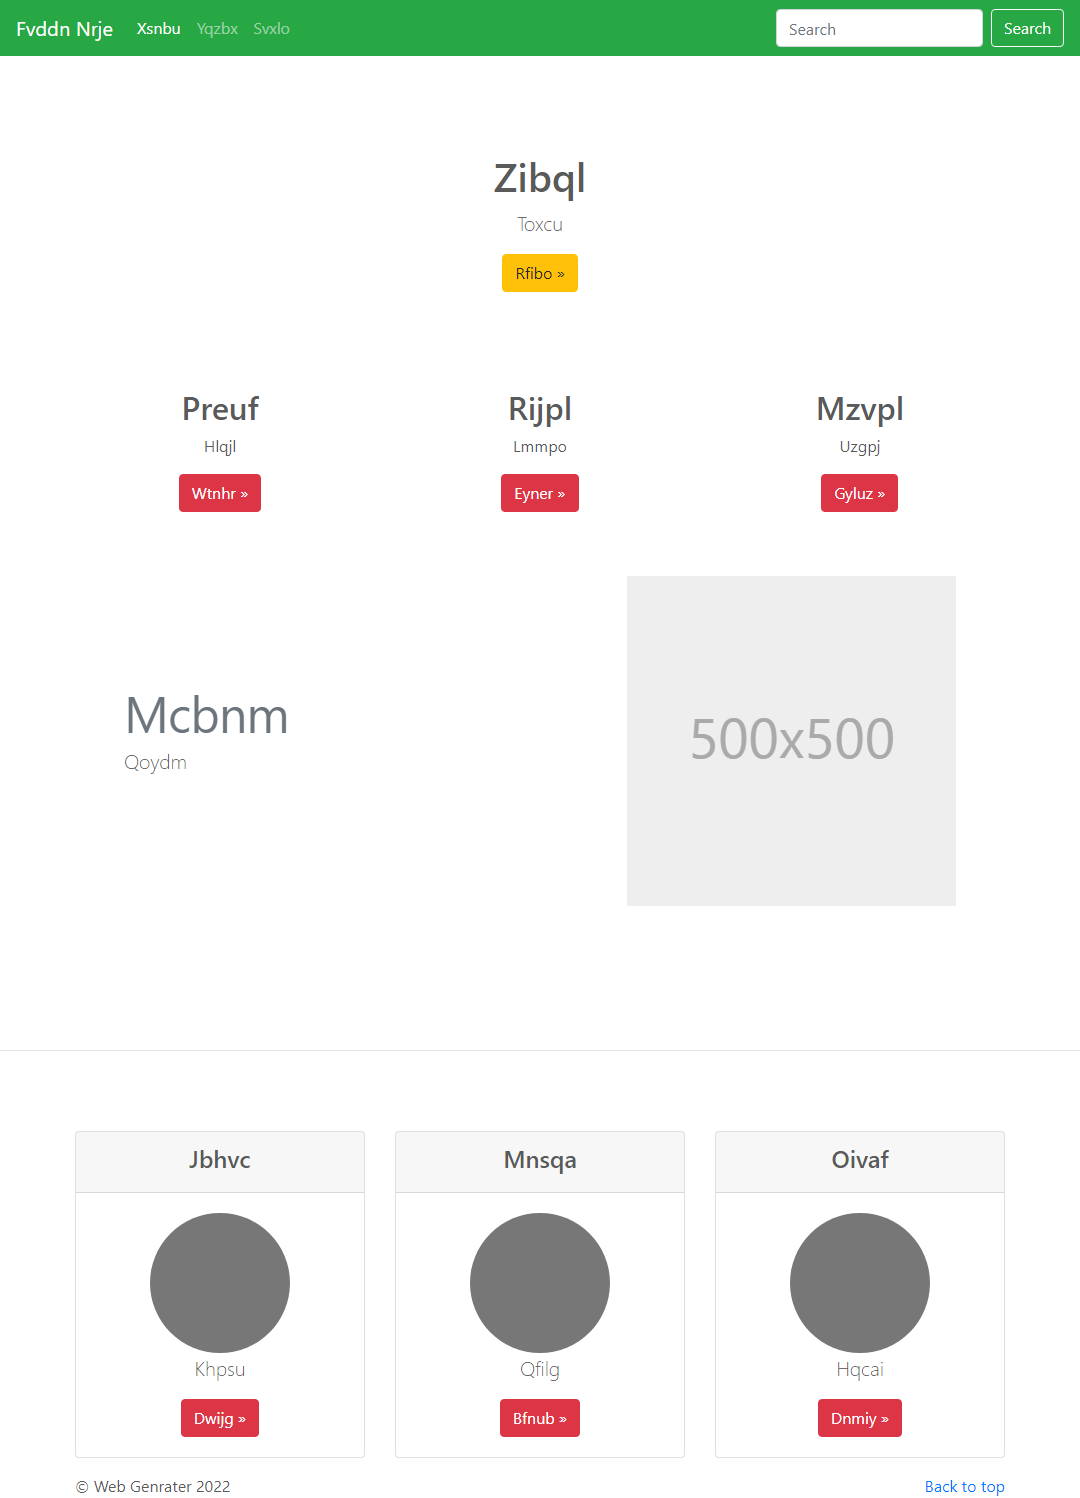 Fvddn Nrje Xsnbu Yqzbx Svxlo Search Search
Zibql
Toxcu
Rfibo »
Preuf Rijpl Mzvpl
Hlqjl Lmmpo Uzgpj
Wtnhr » Eyner » Gyluz »
Mcbnm
Qoydm
500x500
Jbhvc Mnsqa Oivaf
Khpsu Qfilg Hqcai
Dwijg » Bfnub » Dnmiy »
© Web Genrater 2022 Back to top